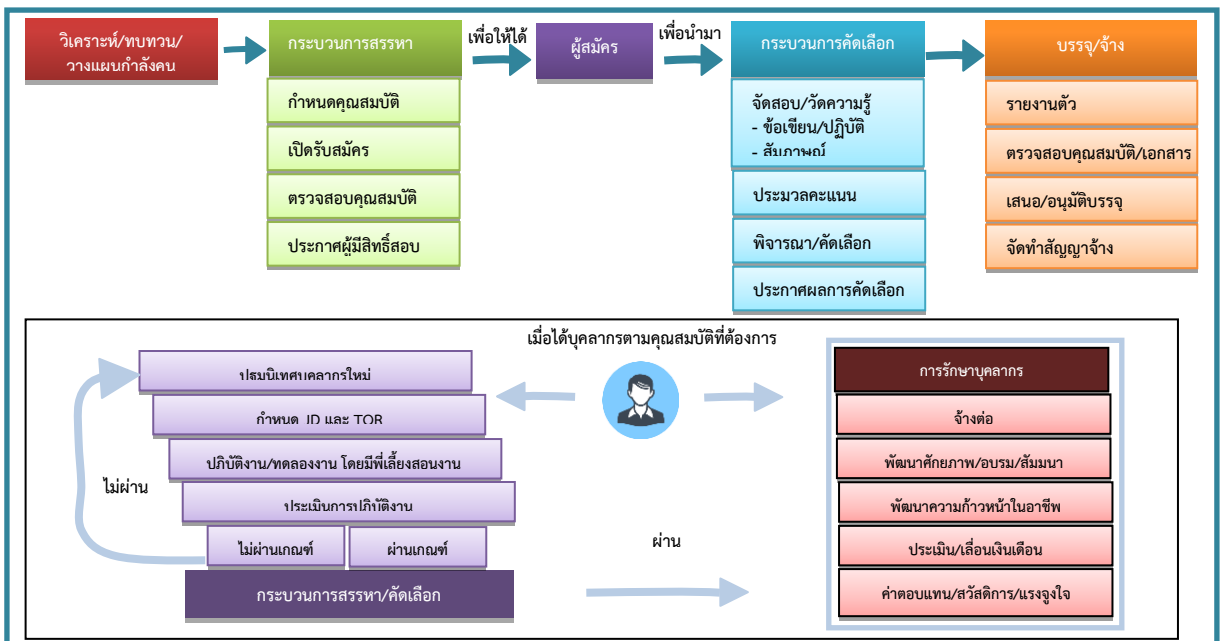 วิเคราะห์/ทบทวน/
วางแผนกำลังคน
กระบวนการสรรหา
เพื่อให้ได้
ผู้สมัคร
เพื่อนำมา
กระบวนการคัดเลือก
บรรจุ/จ้าง
กำหนดคุณสมบัติ
เปิดรับสมัคร
ตรวจสอบคุณสมบัติ
ประกาศผู้มีสิทธิ์สอบ
จัดสอบ/วัดความรู้
- ข้อเขียน/ปฏิบัติ
- สัมภาษณ์
ประมวลคะแนน
พิจารณา/คัดเลือก
ประกาศผลการคัดเลือก
รายงานตัว
ตรวจสอบคุณสมบัติ/เอกสาร
เสนอ/อนุมัติบรรจุ
จัดทำสัญญาจ้าง
เมื่อได้บุคลากรตามคุณสมบัติที่ต้องการ
ปฐมนิเทศบุคลากรใหม่
กำหนด JD และ TOR
ปฏิบัติงาน/ทดลองงาน โดยมีพี่เลี้ยงสอนงาน
ประเมินการปฏิบัติงาน
ไม่ผ่าน
ไม่ผ่านเกณฑ์
ผ่านเกณฑ์
กระบวนการสรรหา/คัดเลือก
ผ่าน
การรักษาบุคลากร
จ้างต่อ
พัฒนาศักยภาพ/อบรม/สัมมนา
พัฒนาความก้าวหน้าในอาชีพ
ประเมิน/เลื่อนเงินเดือน
ค่าตอบแทน/สวัสดิการ/แรงจูงใจ